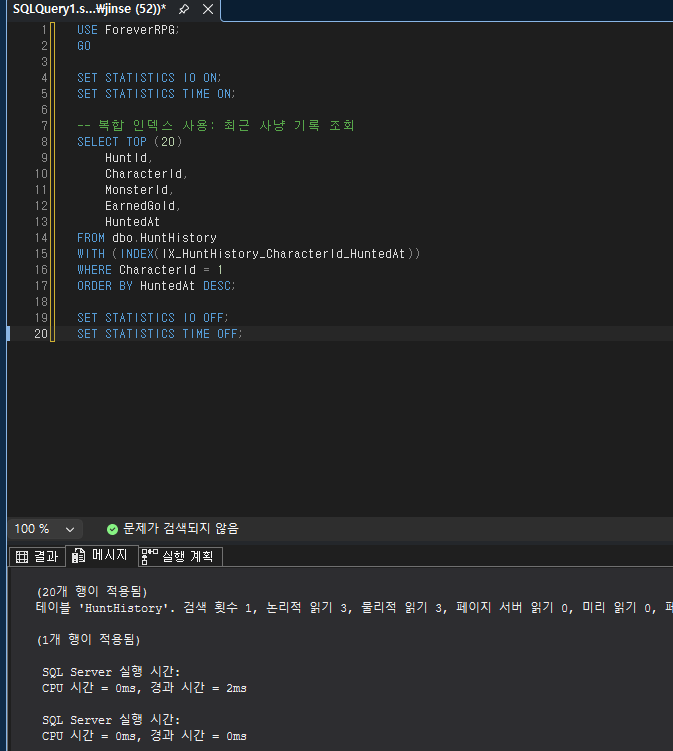 SQLQuery1.s...₩jinse (52))*
1 USE ForeverRPG;
2 GO
3
4 SET STATISTICS IO ON;
5 SET STATISTICS TIME ON;
6
7 -- 복합 인덱스 사용: 최근 사냥 기록 조회
8 SELECT TOP (20)
9 HuntId,
10 CharacterId,
11 MonsterId,
12 EarnedGold,
13 HuntedAt
14 FROM dbo.HuntHistory
15 WITH (INDEX(IX_HuntHistory_CharacterId_HuntedAt))
16 WHERE CharacterId = 1
17 ORDER BY HuntedAt DESC;
18
19 SET STATISTICS IO OFF;
20 SET STATISTICS TIME OFF;
100 % 문제가 검색되지 않음
결과 메시지 실행 계획
(20개 행이 적용됨)
테이블 'HuntHistory'. 검색 횟수 1, 논리적 읽기 3, 물리적 읽기 3, 페이지 서버 읽기 0, 미리 읽기 0,
(1개 행이 적용됨)
SQL Server 실행 시간:
CPU 시간 = 0ms, 경과 시간 = 2ms
SQL Server 실행 시간:
CPU 시간 = 0ms, 경과 시간 = 0ms